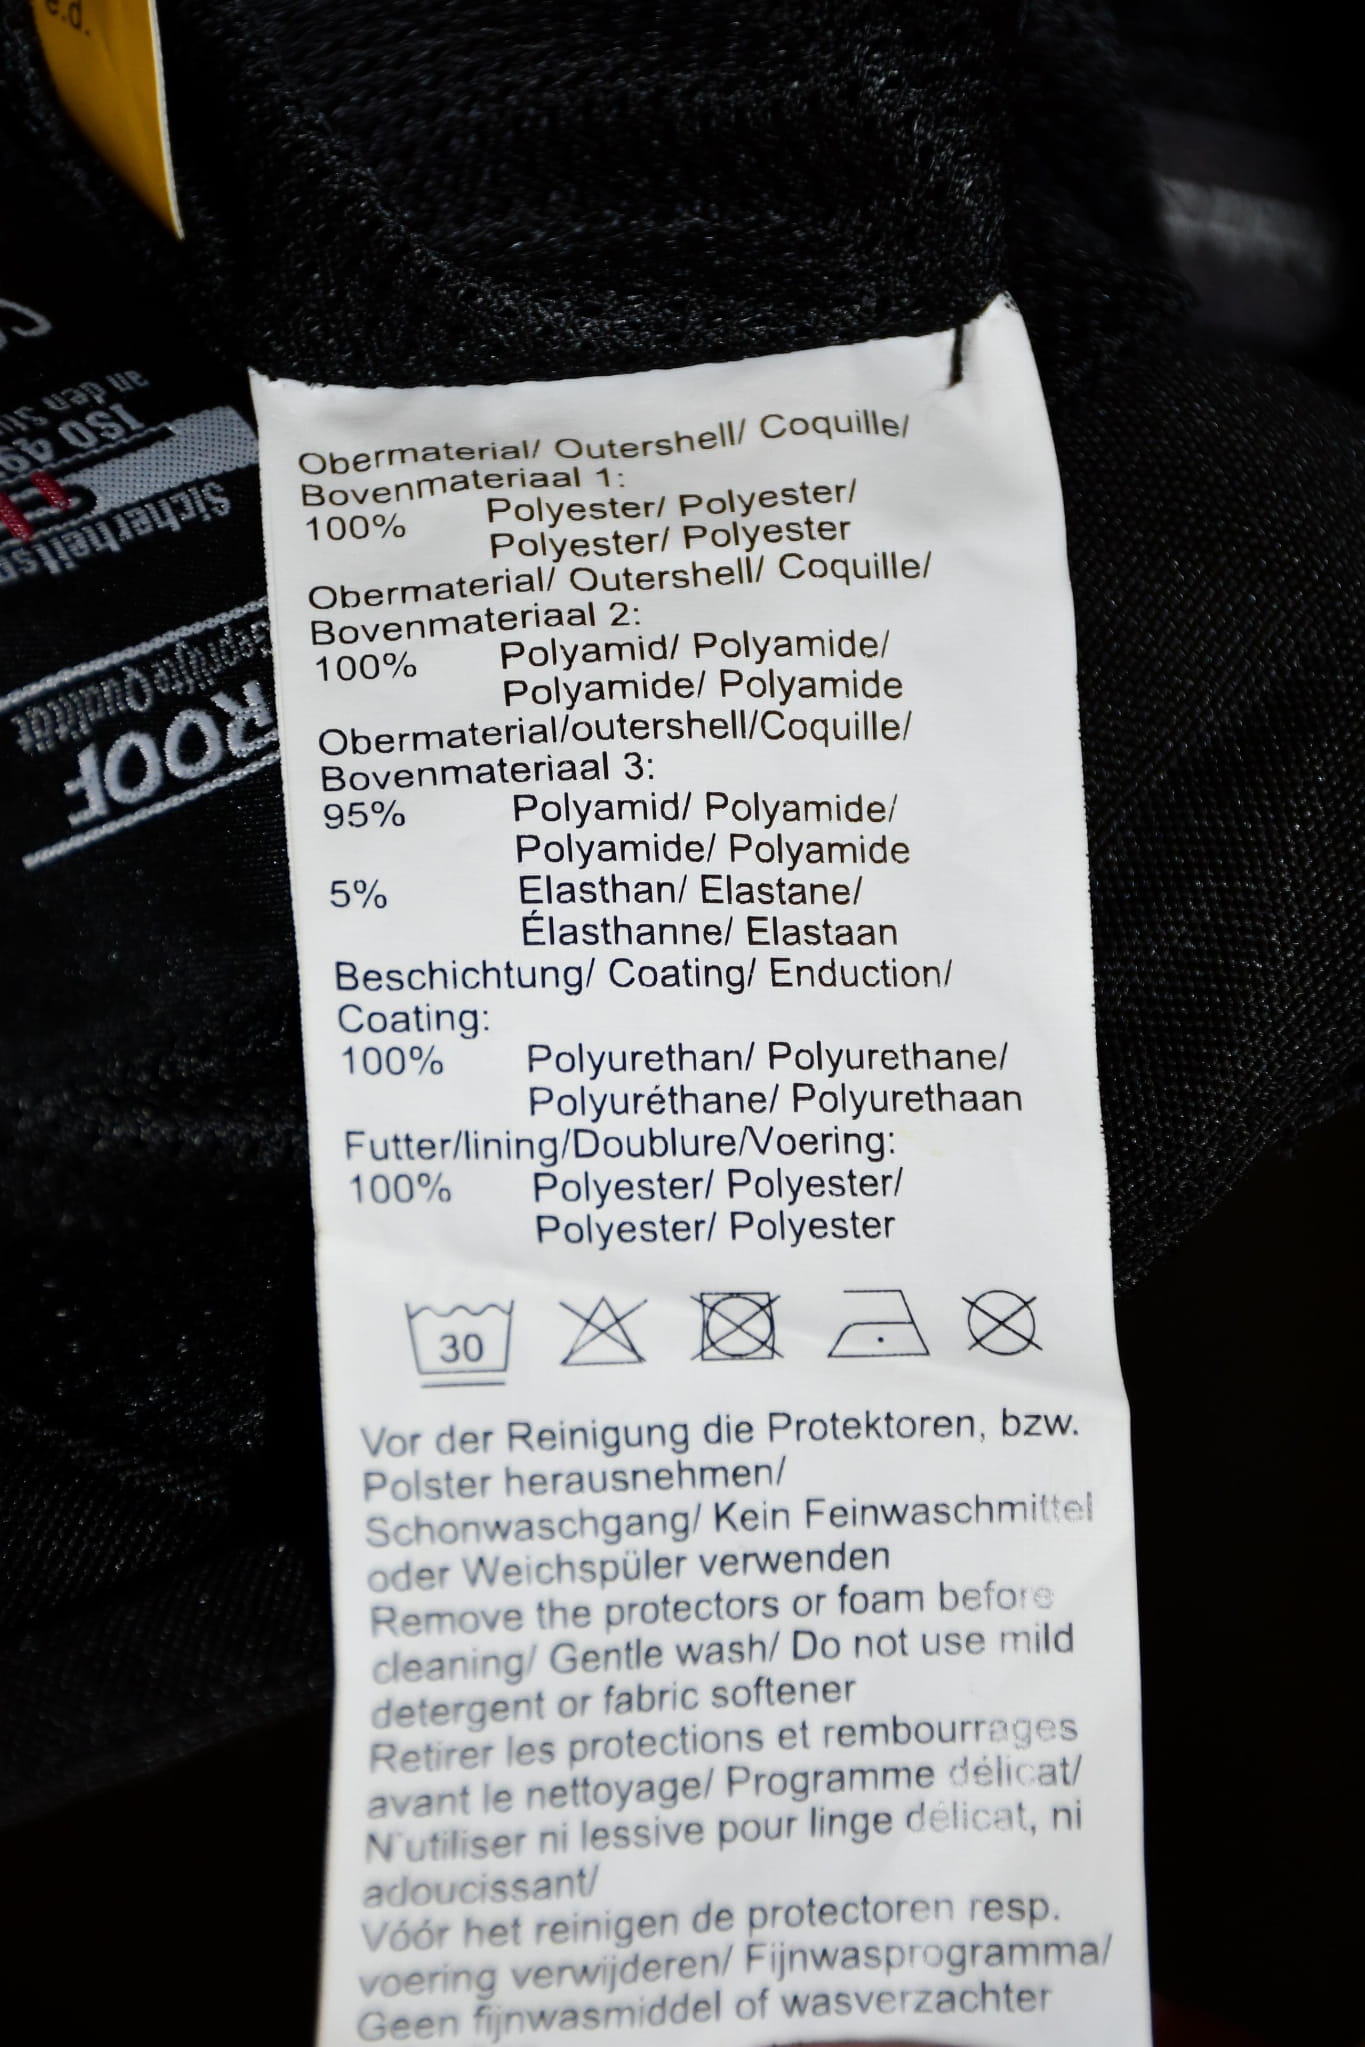 e.d.
Obermaterial/ Outershell/ Coquille/
Bovenmateriaal 1:
100% Polyester/ Polyester/
Polyester/ Polyester
Obermaterial/ Outershell/ Coquille/
Bovenmateriaal 2:
100% Polyamid/ Polyamide/
Polyamide/ Polyamide
Obermaterial/outershell/Coquille/
Bovenmateriaal 3:
95% Polyamid/ Polyamide/
Polyamide/ Polyamide
5% Elasthan/ Elastane/
Élasthanne/ Elastaan
Beschichtung/ Coating/ Enduction/
Coating:
100% Polyurethan/ Polyurethane/
Polyuréthane/ Polyurethaan
Futter/lining/Doublure/Voering:
100% Polyester/ Polyester/
Polyester/ Polyester
30
Vor der Reinigung die Protektoren, bzw.
Polster herausnehmen/
Schonwaschgang/ Kein Feinwaschmittel
oder Weichspüler verwenden
Remove the protectors or foam before
cleaning/ Gentle wash/ Do not use mild
detergent or fabric softener
Retirer les protections et rembourrages
avant le nettoyage/ Programme délicat/
N'utiliser ni lessive pour linge délicat, ni
adoucissant/
Vóór het reinigen de protectoren resp.
voering verwijderen/ Fijnwasprogramma/
Geen fijnwasmiddel of wasverzachter
ROOF
Qualität
an den
ISO